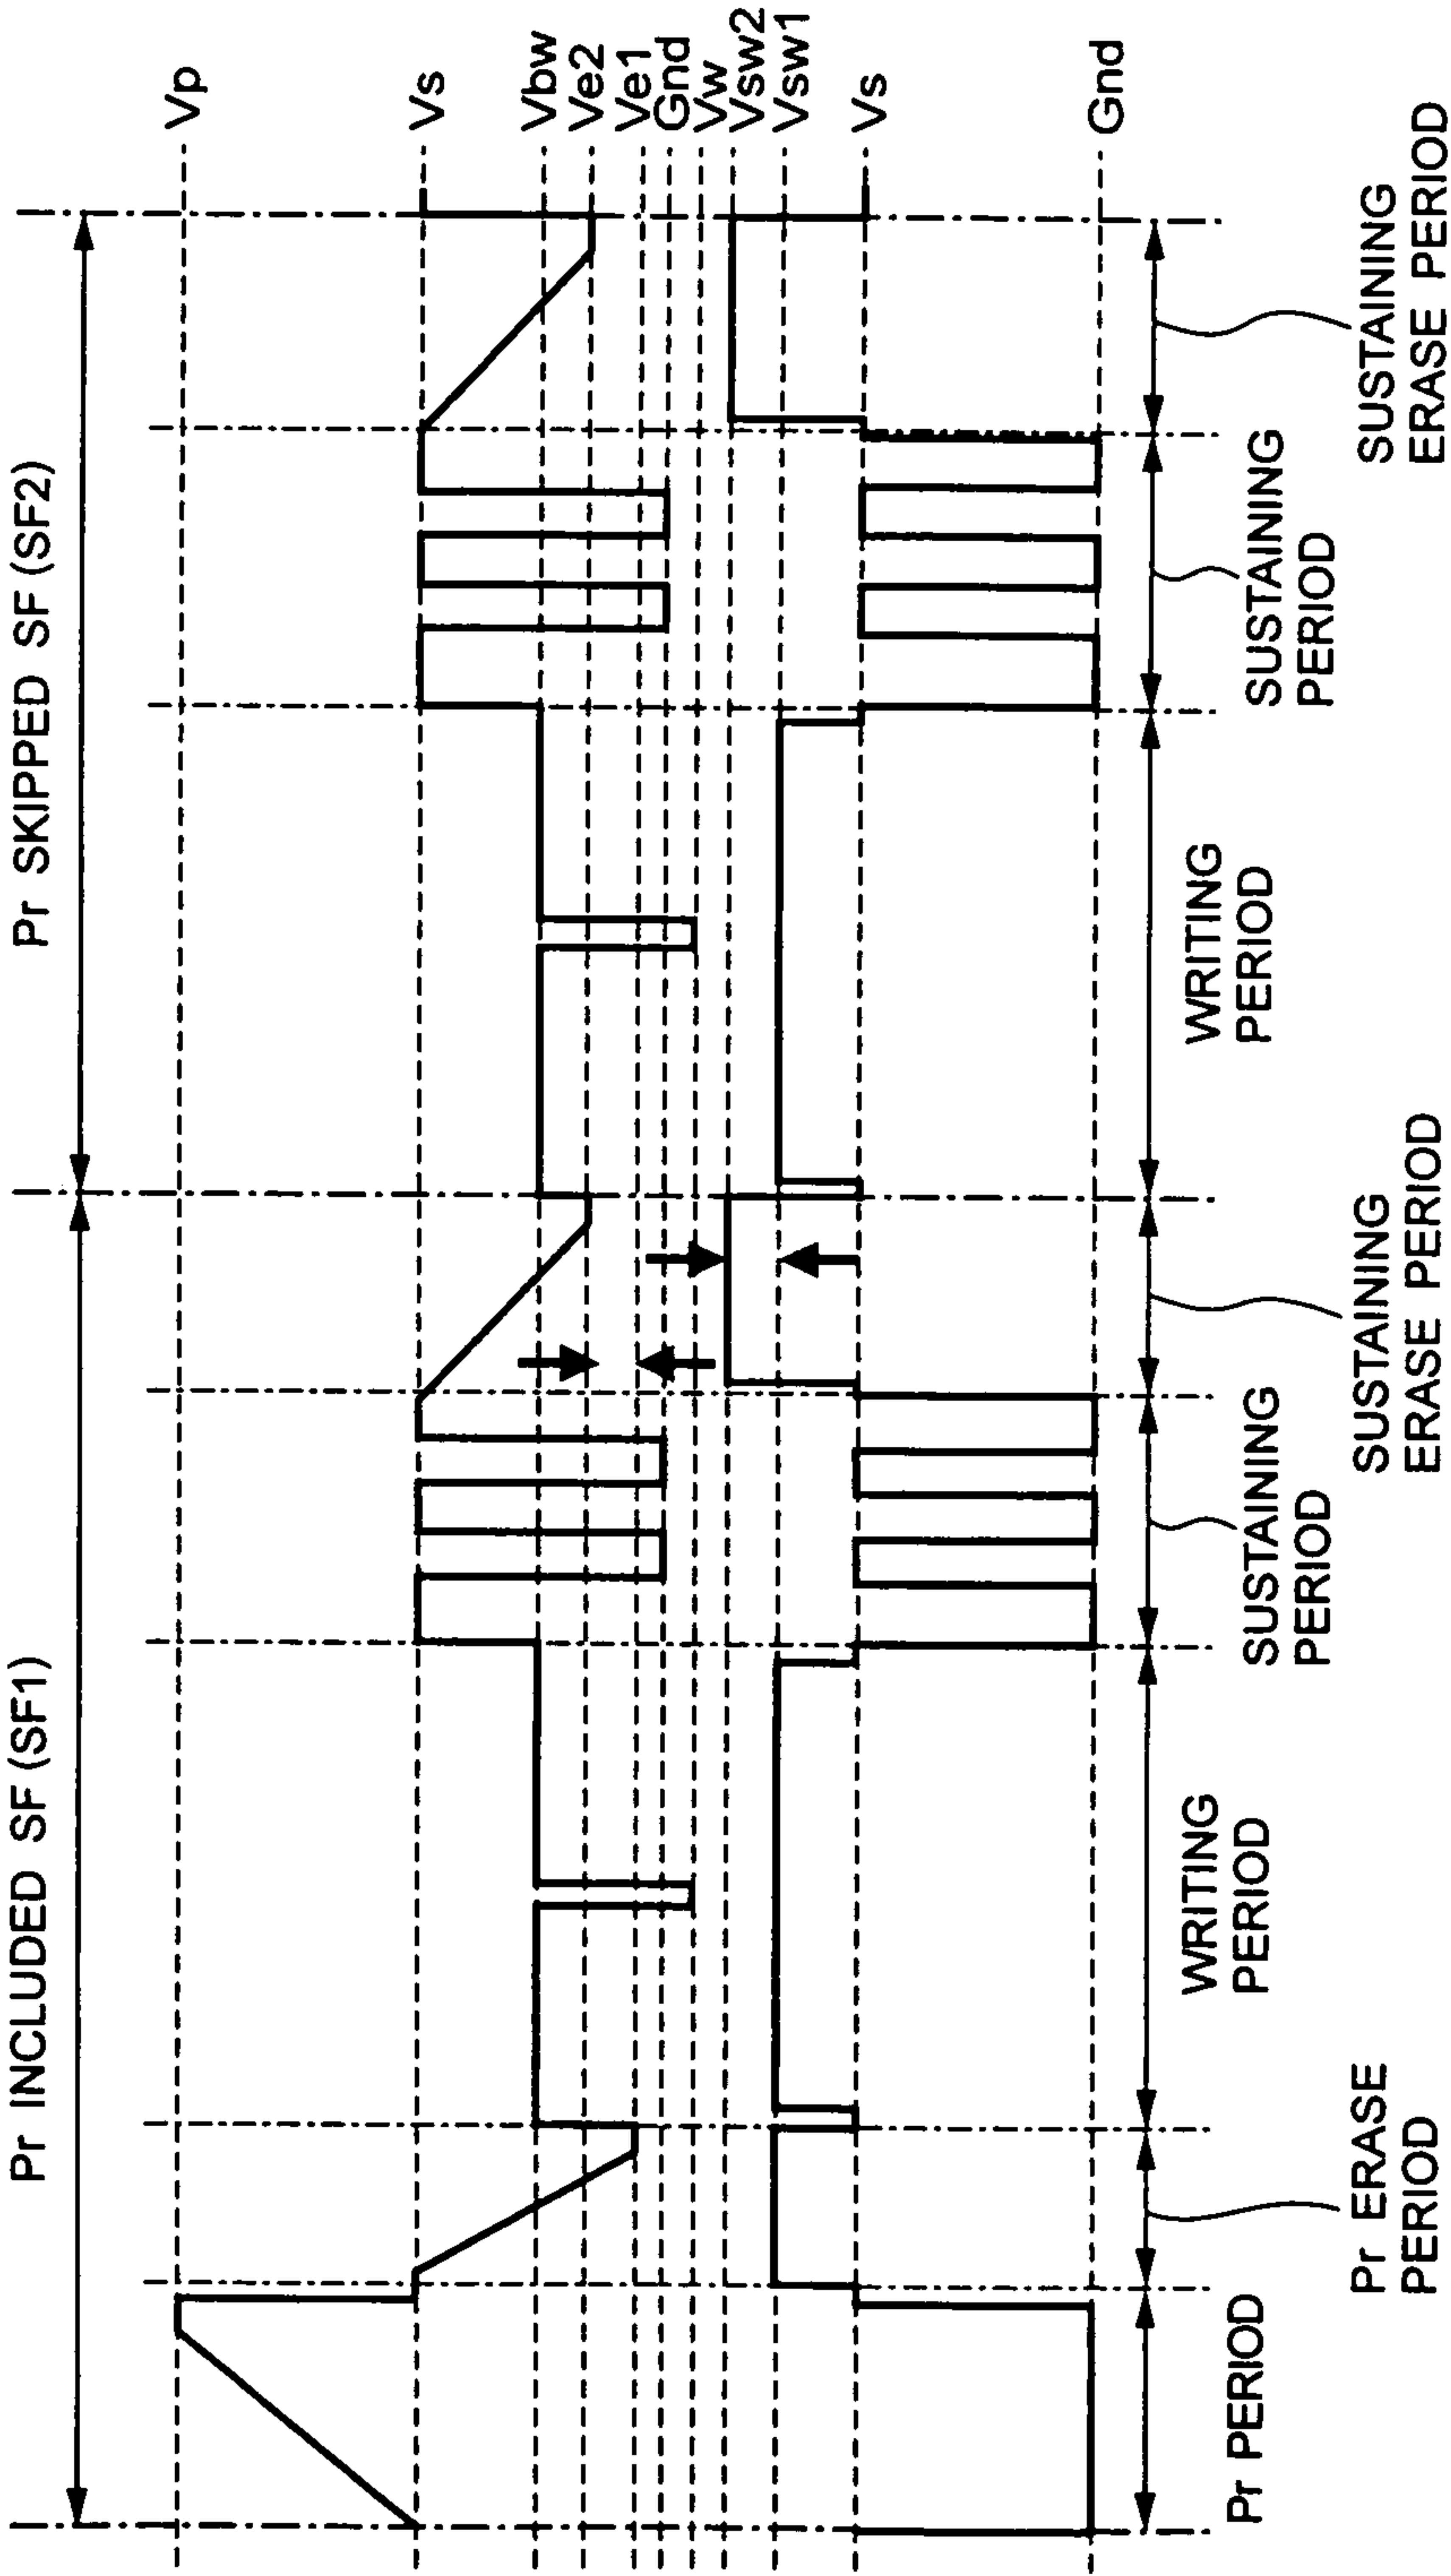 Pr INCLUDED SF (SF1)
Pr SKIPPED SF (SF2)
Vp
Vs
Vbw
Ve2
Ve1
Gnd
Vw
Vsw2
Vsw1
Vs
Gnd
Pr PERIOD
Pr ERASE
PERIOD
WRITING
PERIOD
SUSTAINING
PERIOD
SUSTAINING
ERASE PERIOD
WRITING
PERIOD
SUSTAINING
PERIOD
SUSTAINING
ERASE PERIOD